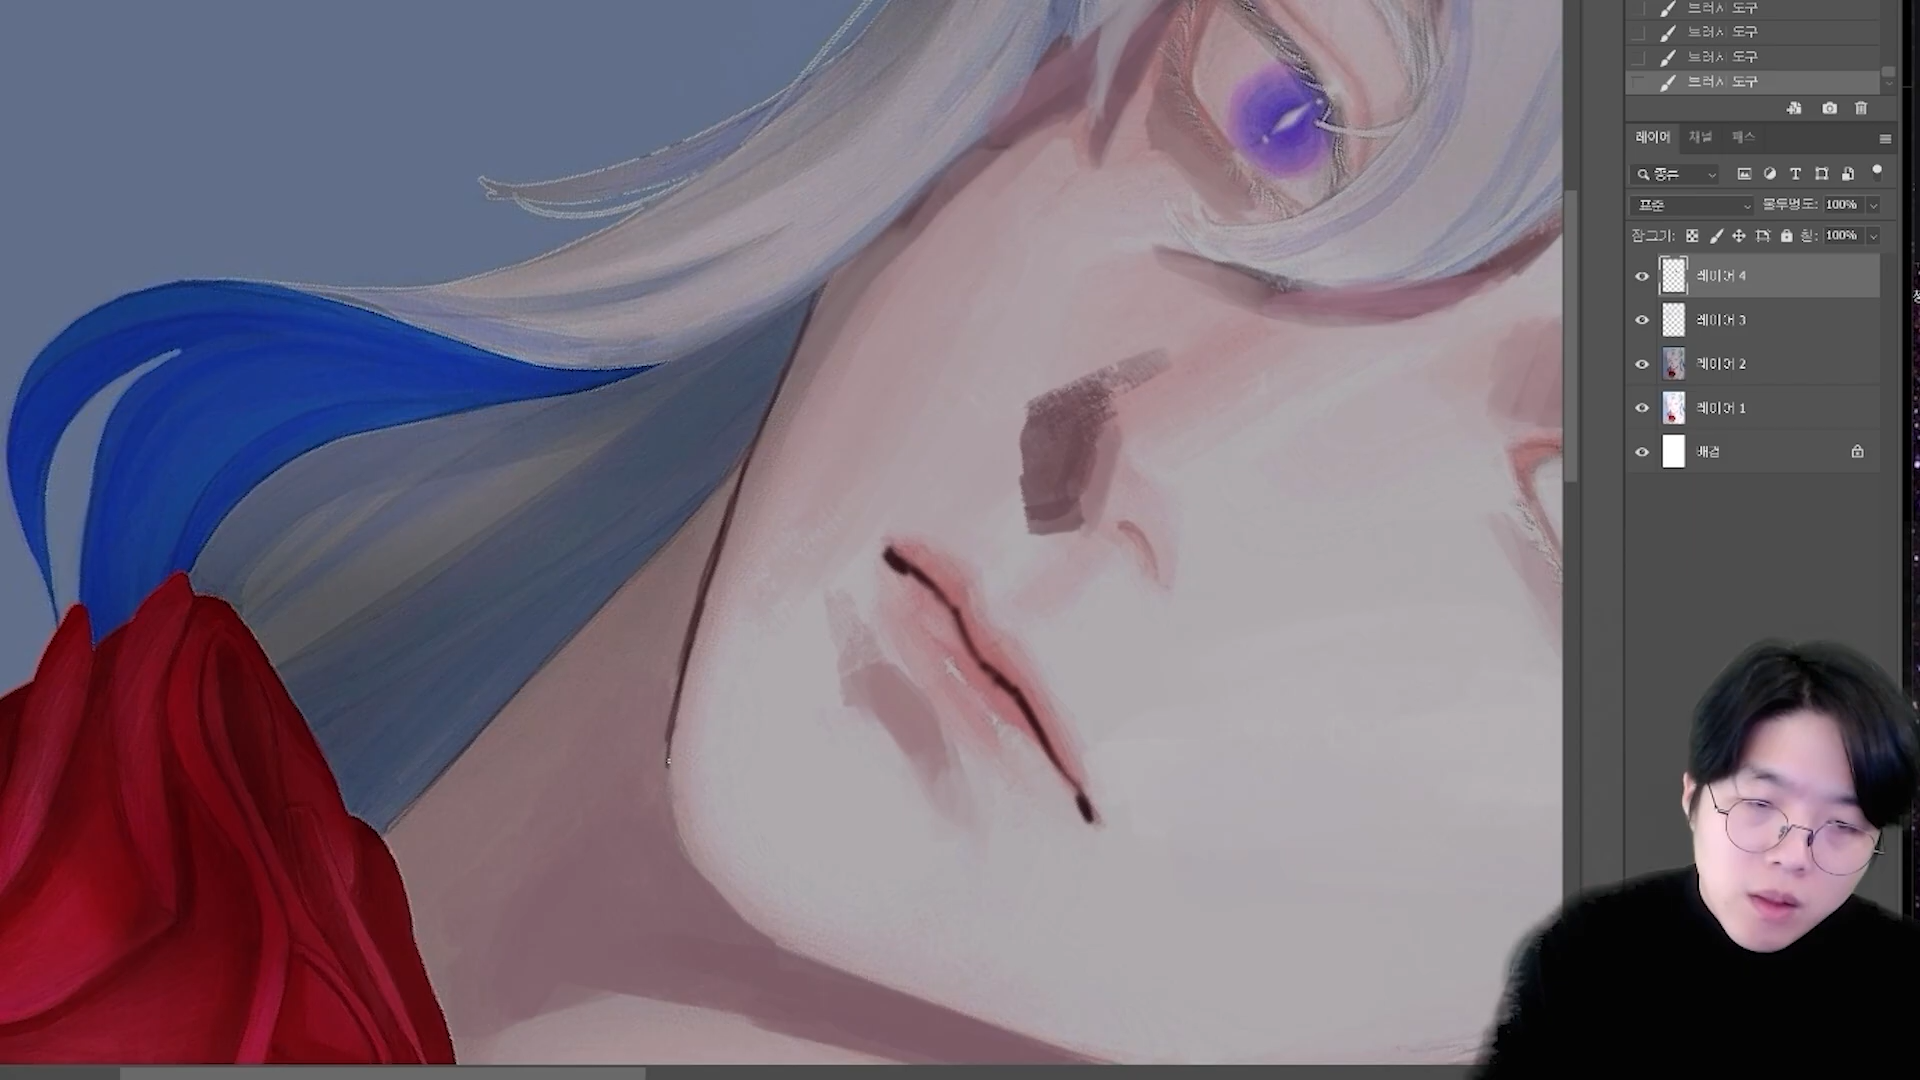 브러시 도구
브러시 도구
브러시 도구
브러시 도구
레이어 채널 패스
종류
표준 불투명도: 100%
잠그기: 칠: 100%
레이어 4
레이어 3
레이어 2
레이어 1
배경